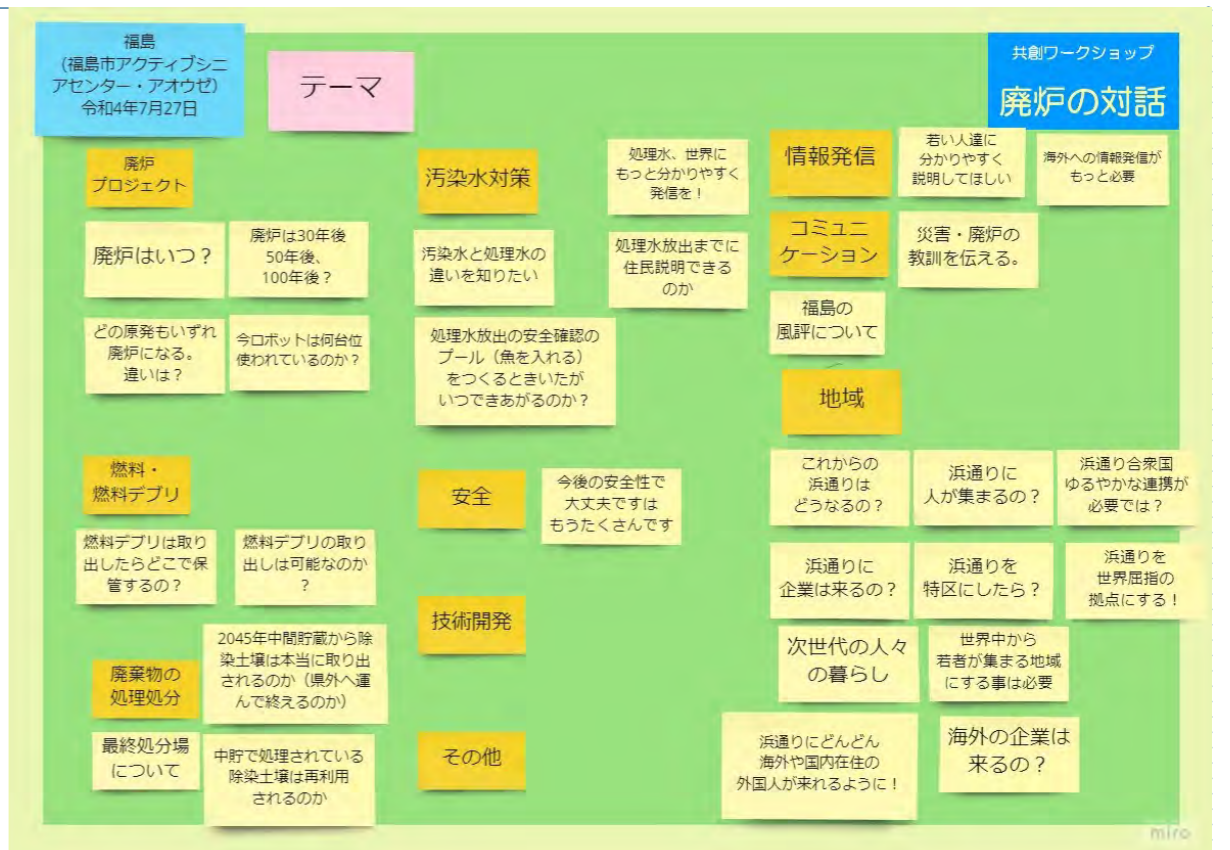 福島
（福島市アクティブシニ
アセンター・アオウゼ）
令和4年7月27日
テーマ
共創ワークショップ
廃炉の対話
廃炉
プロジェクト
廃炉はいつ？
廃炉は30年後
50年後、
100年後？
どの原発もいずれ
廃炉になる。
違いは？
今ロボットは何台位
使われているのか？
燃料・
燃料デブリ
燃料デブリは取り
出したらどこで保
管するの？
燃料デブリの取り
出しは可能なのか
？
廃棄物の
処理処分
2045年中間貯蔵から除
染土壌は本当に取り出
されるのか（県外へ運
んで終えるのか）
最終処分場
について
中貯で処理されている
除染土壌は再利用
されるのか
汚染水対策
処理水、世界に
もっと分かりやすく
発信を！
汚染水と処理水の
違いを知りたい
処理水放出までに
住民説明できる
のか
処理水放出の安全確認の
プール（魚を入れる）
をつくるときいたが
いつできあがるのか？
安全
今後の安全性で
大丈夫ですは
もうたくさんです
技術開発
その他
情報発信
若い人達に
分かりやすく
説明してほしい
海外への情報発信が
もっと必要
コミュニ
ケーション
災害・廃炉の
教訓を伝える。
福島の
風評について
地域
これからの
浜通りは
どうなるの？
浜通りに
人が集まるの？
浜通り合衆国
ゆるやかな連携が
必要では？
浜通りに
企業は来るの？
浜通りを
特区にしたら？
浜通りを
世界屈指の
拠点にする！
次世代の人々
の暮らし
世界中から
若者が集まる地域
にする事は必要
浜通りにどんどん
海外や国内在住の
外国人が来れるように！
海外の企業は
来るの？
miro